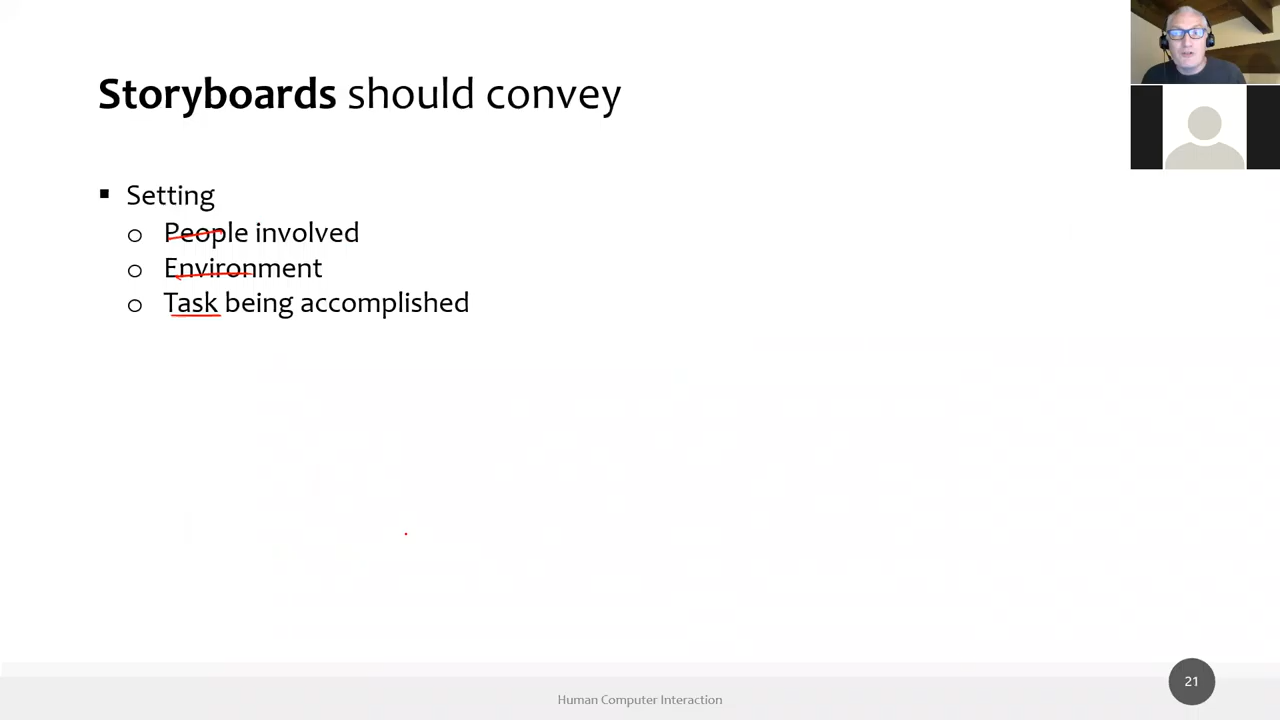 Storyboards should convey
▪ Setting
o People involved
o Environment
o Task being accomplished
21
Human Computer Interaction